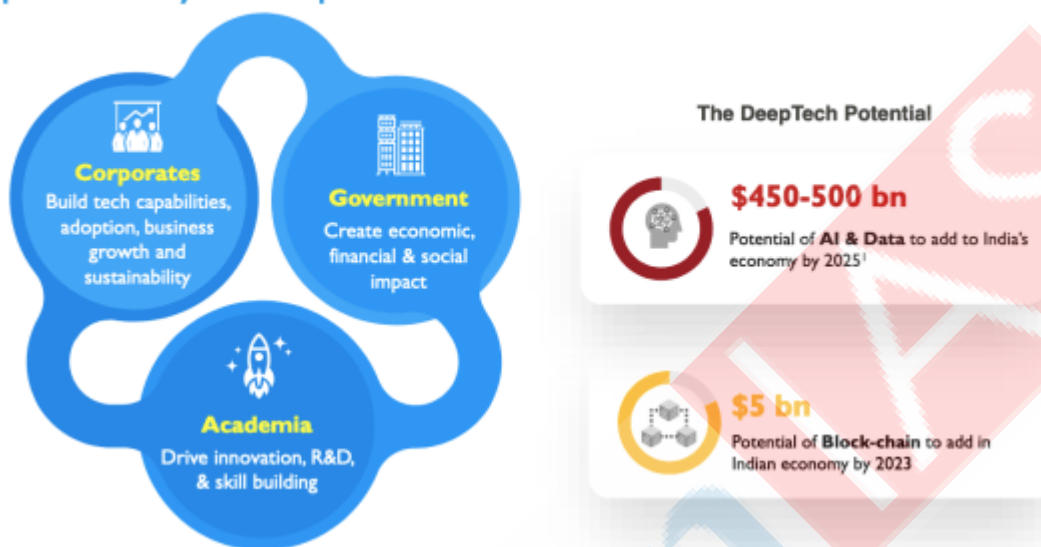 Corporates
Build tech capabilities,
adoption, business
growth and
sustainability
Government
Create economic,
financial & social
impact
Academia
Drive innovation, R&D,
& skill building
The DeepTech Potential
$450-500 bn
Potential of AI & Data to add to India's
economy by 2025¹
$5 bn
Potential of Block-chain to add in
Indian economy by 2023